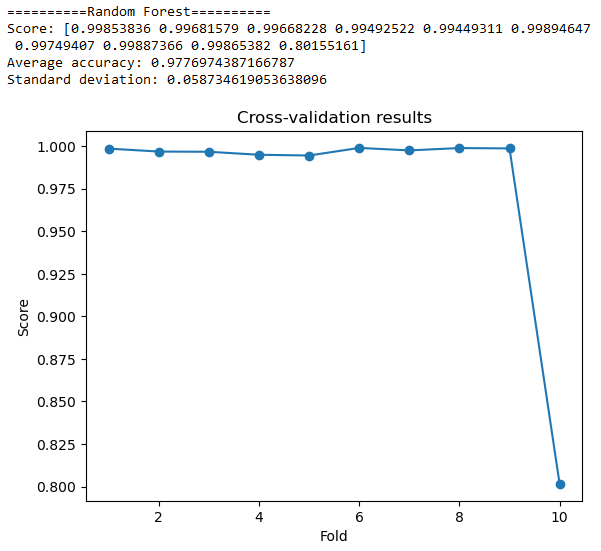 ==========Random Forest==========
Score: [0.99853836 0.99681579 0.99668228 0.99492522 0.99449311 0.99894647
 0.99749407 0.99887366 0.99865382 0.80155161]
Average accuracy: 0.9776974387166787
Standard deviation: 0.058734619053638096
Cross-validation results
1.000
0.975
0.950
0.925
0.900
0.875
0.850
0.825
0.800
Score
2 4 6 8 10
Fold